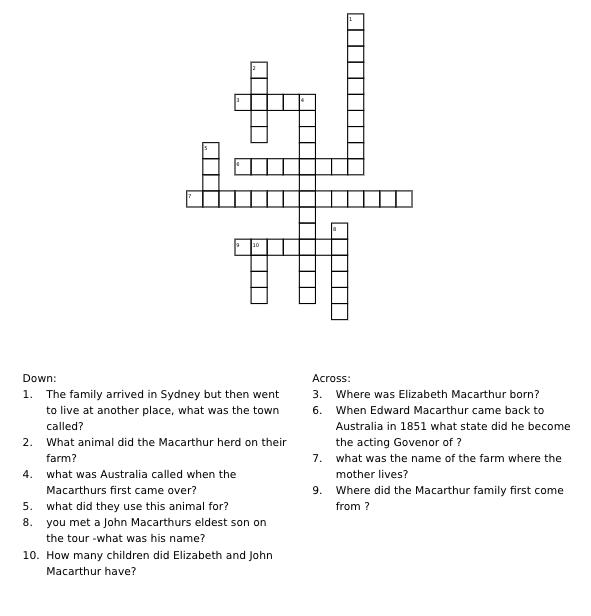 1
2
3
4
5
6
7
8
9
10
Down:
1. The family arrived in Sydney but then went
to live at another place, what was the town
called?
2. What animal did the Macarthur herd on their
farm?
4. what was Australia called when the
Macarthurs first came over?
5. what did they use this animal for?
8. you met a John Macarthurs eldest son on
the tour -what was his name?
10. How many children did Elizabeth and John
Macarthur have?
Across:
3. Where was Elizabeth Macarthur born?
6. When Edward Macarthur came back to
Australia in 1851 what state did he become
the acting Govenor of ?
7. what was the name of the farm where the
mother lives?
9. Where did the Macarthur family first come
from ?